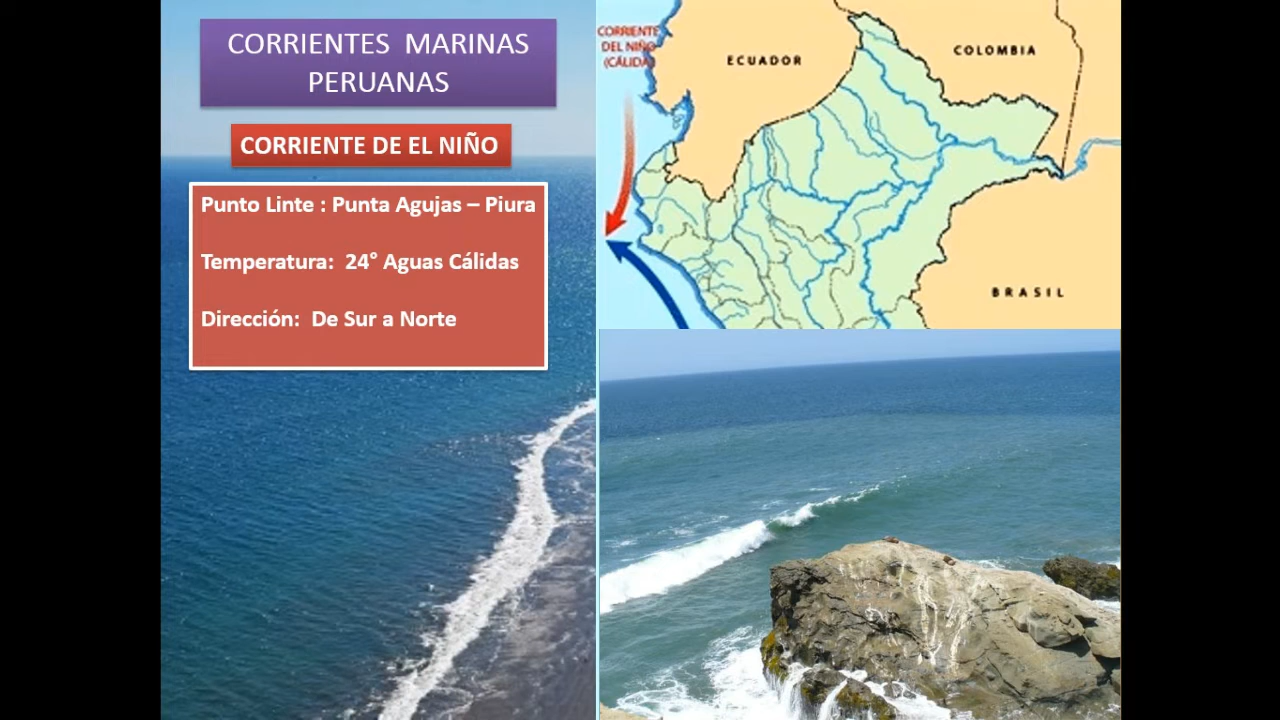 CORRIENTES MARINAS
PERUANAS
CORRIENTE DE EL NIÑO
Punto Linte : Punta Agujas – Piura
Temperatura: 24° Aguas Cálidas
Dirección: De Sur a Norte
CORRIENTE
DEL NIÑO
(CÁLIDA)
ECUADOR
COLOMBIA
BRASIL